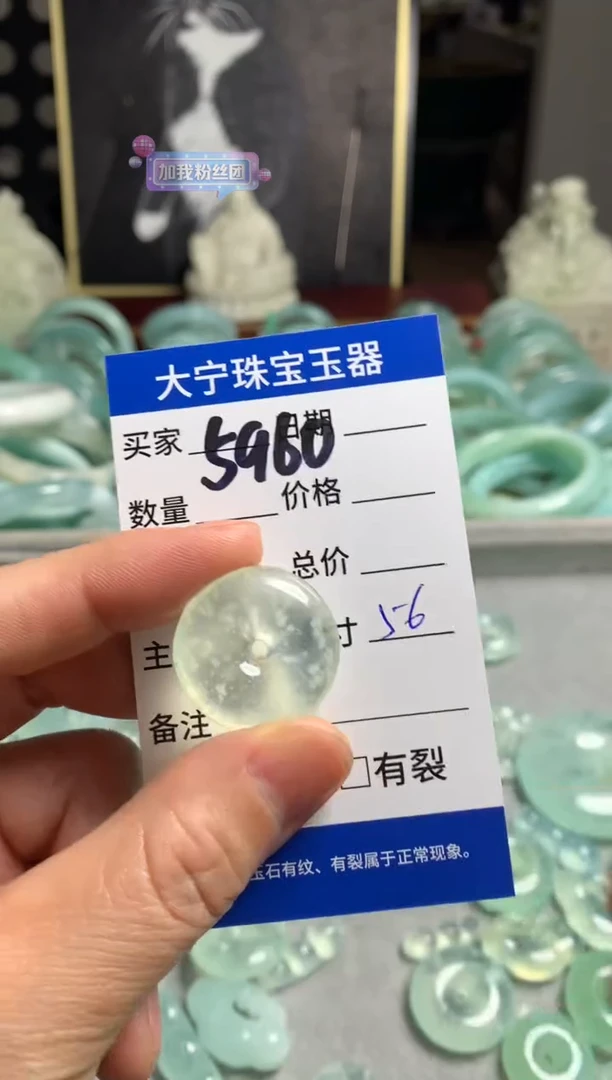 加我粉丝团
大宁珠宝玉器
买家 5960 日期
数量 价格
总价
主 寸 56
备注
□有裂
玉石有纹、有裂属于正常现象。